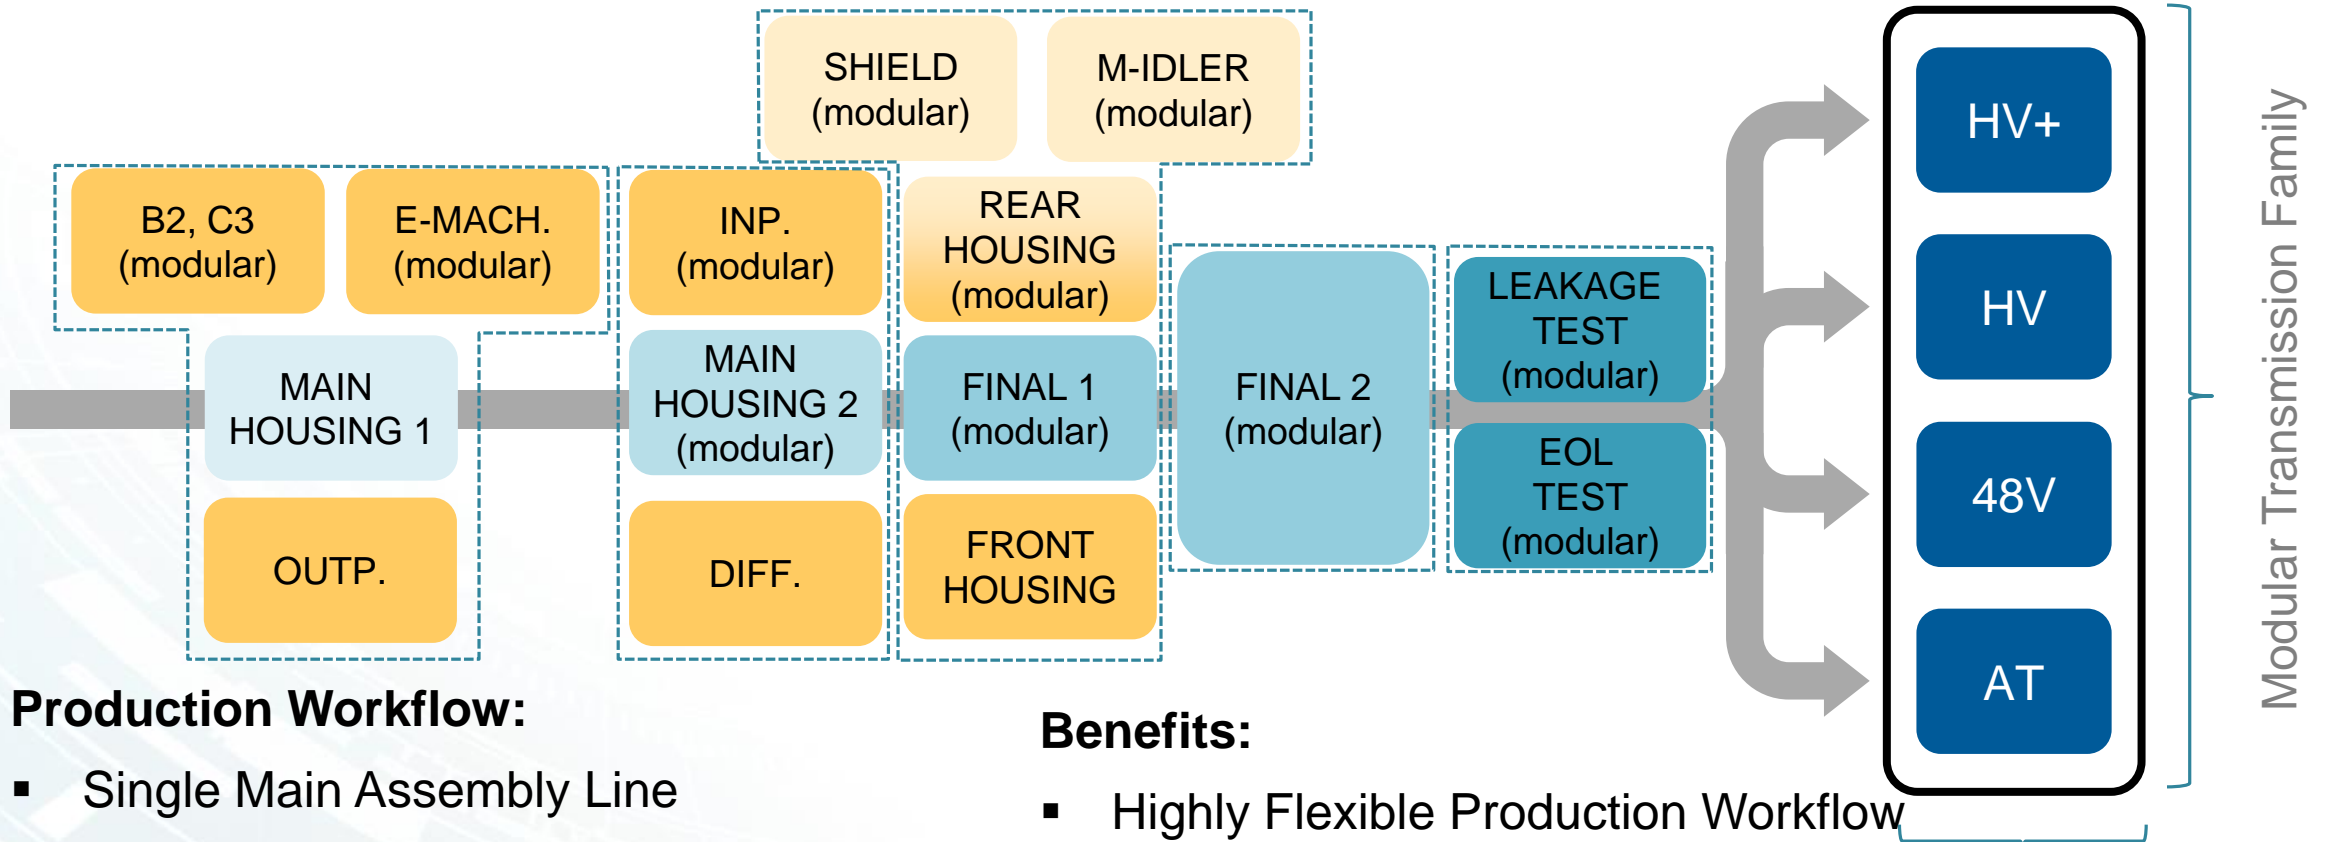 SHIELD
(modular)
M-IDLER
(modular)
B2, C3
(modular)
E-MACH.
(modular)
INP.
(modular)
REAR
HOUSING
(modular)
MAIN
HOUSING 1
MAIN
HOUSING 2
(modular)
FINAL 1
(modular)
FINAL 2
(modular)
LEAKAGE
TEST
(modular)
EOL
TEST
(modular)
OUTP.
DIFF.
FRONT
HOUSING
HV+
HV
48V
AT
Modular Transmission Family
Production Workflow:
▪ Single Main Assembly Line
Benefits:
▪ Highly Flexible Production Workflow